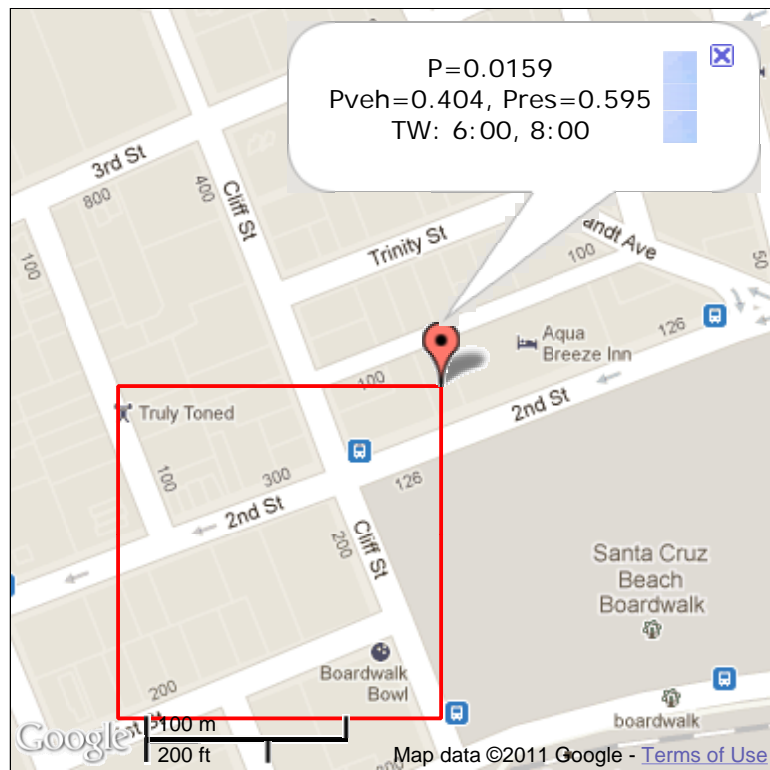 P=0.0159
Pveh=0.404, Pres=0.595
TW: 6:00, 8:00
3rd St
800
400
Cliff St
Trinity St
andt Ave
100
50
100
126
Aqua
Breeze Inn
100
2nd St
Truly Toned
100
300
126
2nd St
200
Cliff St
Santa Cruz
Beach
Boardwalk
Boardwalk
Bowl
200
boardwalk
Google
st St
100 m
200 ft
800
Map data ©2011 Google - Terms of Use